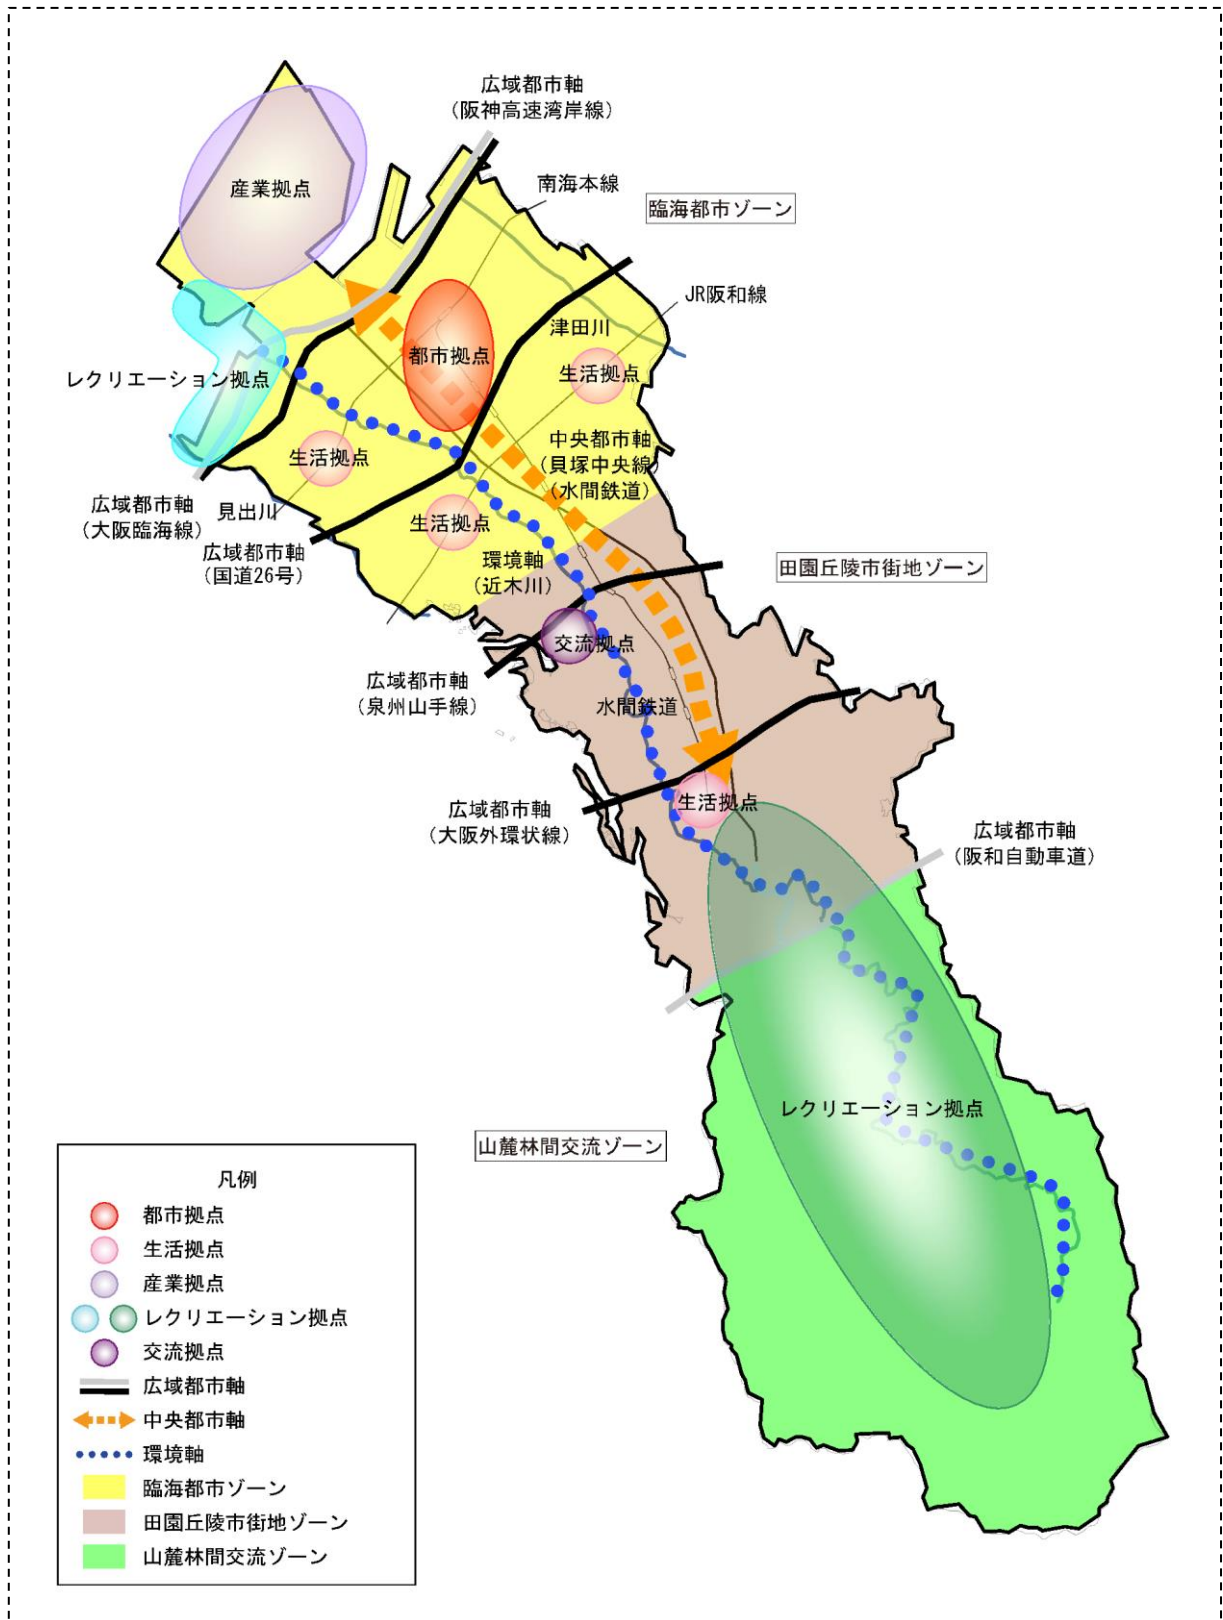 広域都市軸
（阪神高速湾岸線）
産業拠点
南海本線
臨海都市ゾーン
JR阪和線
津田川
都市拠点
生活拠点
レクリエーション拠点
中央都市軸
（貝塚中央線）
（水間鉄道）
生活拠点
広域都市軸
（大阪臨海線）
見出川
生活拠点
広域都市軸
（国道26号）
環境軸
（近木川）
田園丘陵市街地ゾーン
交流拠点
広域都市軸
（泉州山手線）
水間鉄道
生活拠点
広域都市軸
（大阪外環状線）
広域都市軸
（阪和自動車道）
レクリエーション拠点
山麓林間交流ゾーン
凡例
都市拠点
生活拠点
産業拠点
レクリエーション拠点
交流拠点
広域都市軸
中央都市軸
環境軸
臨海都市ゾーン
田園丘陵市街地ゾーン
山麓林間交流ゾーン